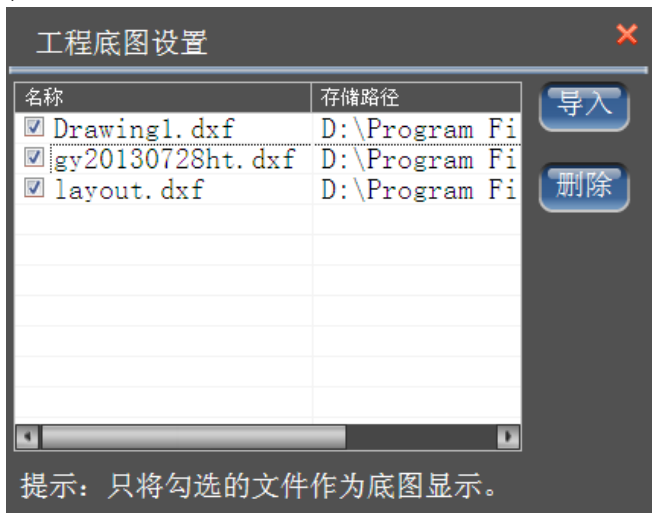 工程底图设置
名称 存储路径
Drawing1.dxf D:\Program Fi
gy20130728ht.dxf D:\Program Fi
layout.dxf D:\Program Fi
导入
删除
提示：只将勾选的文件作为底图显示。